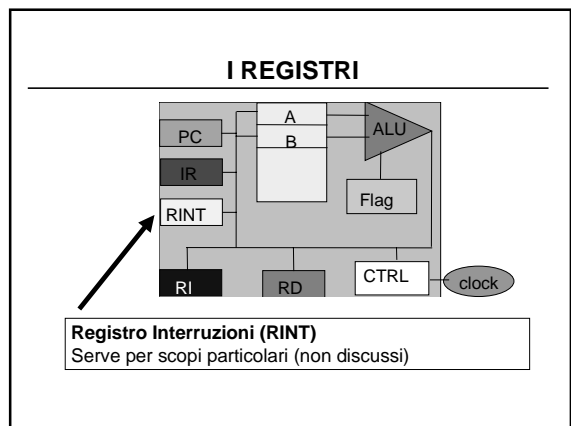 I REGISTRI
A
B
ALU
PC
IR
Flag
RINT
RI
RD
CTRL
clock
Registro Interruzioni (RINT)
Serve per scopi particolari (non discussi)